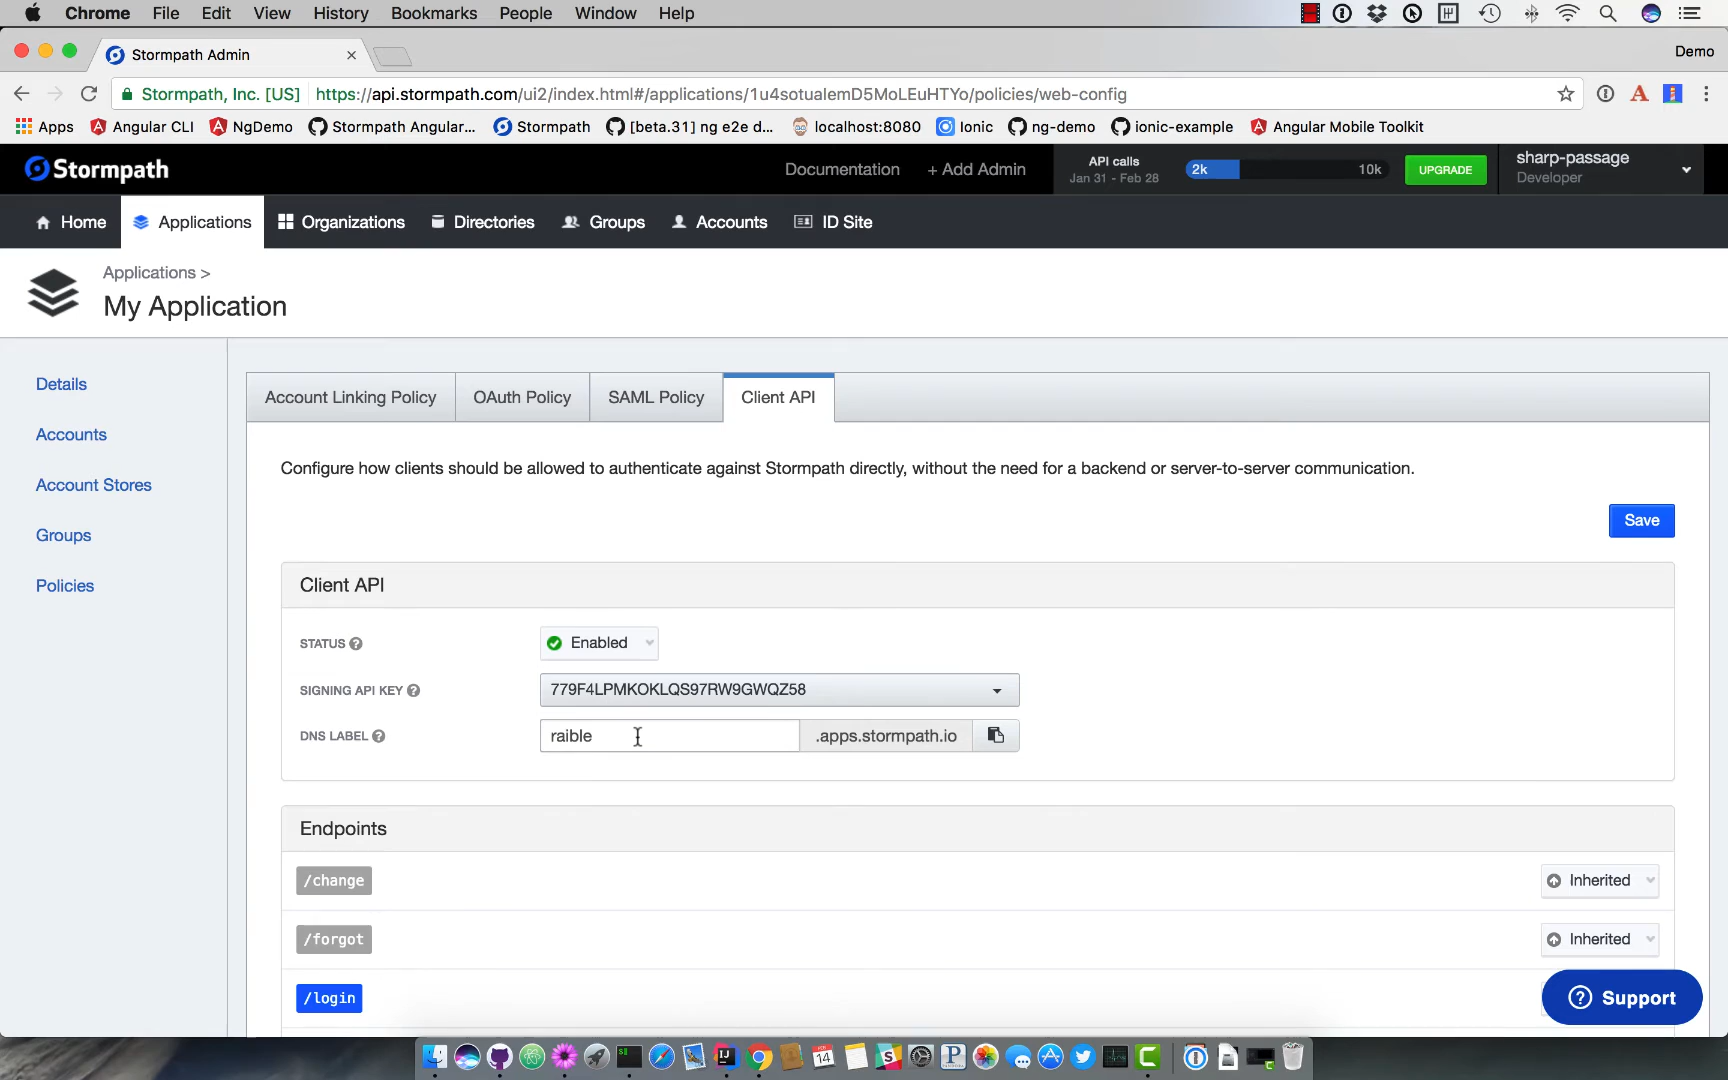 Chrome File Edit View History Bookmarks People Window Help
Stormpath Admin
Demo
Stormpath, Inc. [US] https://api.stormpath.com/ui2/index.html#/applications/1u4sotualemD5MoLEuHTYo/policies/web-config
Apps Angular CLI NgDemo Stormpath Angular... Stormpath [beta.31] ng e2e d... localhost:8080 Ionic ng-demo ionic-example Angular Mobile Toolkit
Stormpath Documentation + Add Admin API calls Jan 31 - Feb 28 2k 10k UPGRADE sharp-passage Developer
Home Applications Organizations Directories Groups Accounts ID Site
Applications >
My Application
Details
Accounts
Account Stores
Groups
Policies
Account Linking Policy OAuth Policy SAML Policy Client API
Configure how clients should be allowed to authenticate against Stormpath directly, without the need for a backend or server-to-server communication.
Save
Client API
STATUS Enabled
SIGNING API KEY 779F4LPMKOKLQS97RW9GWQZ58
DNS LABEL raible .apps.stormpath.io
Endpoints
/change Inherited
/forgot Inherited
/login
Support